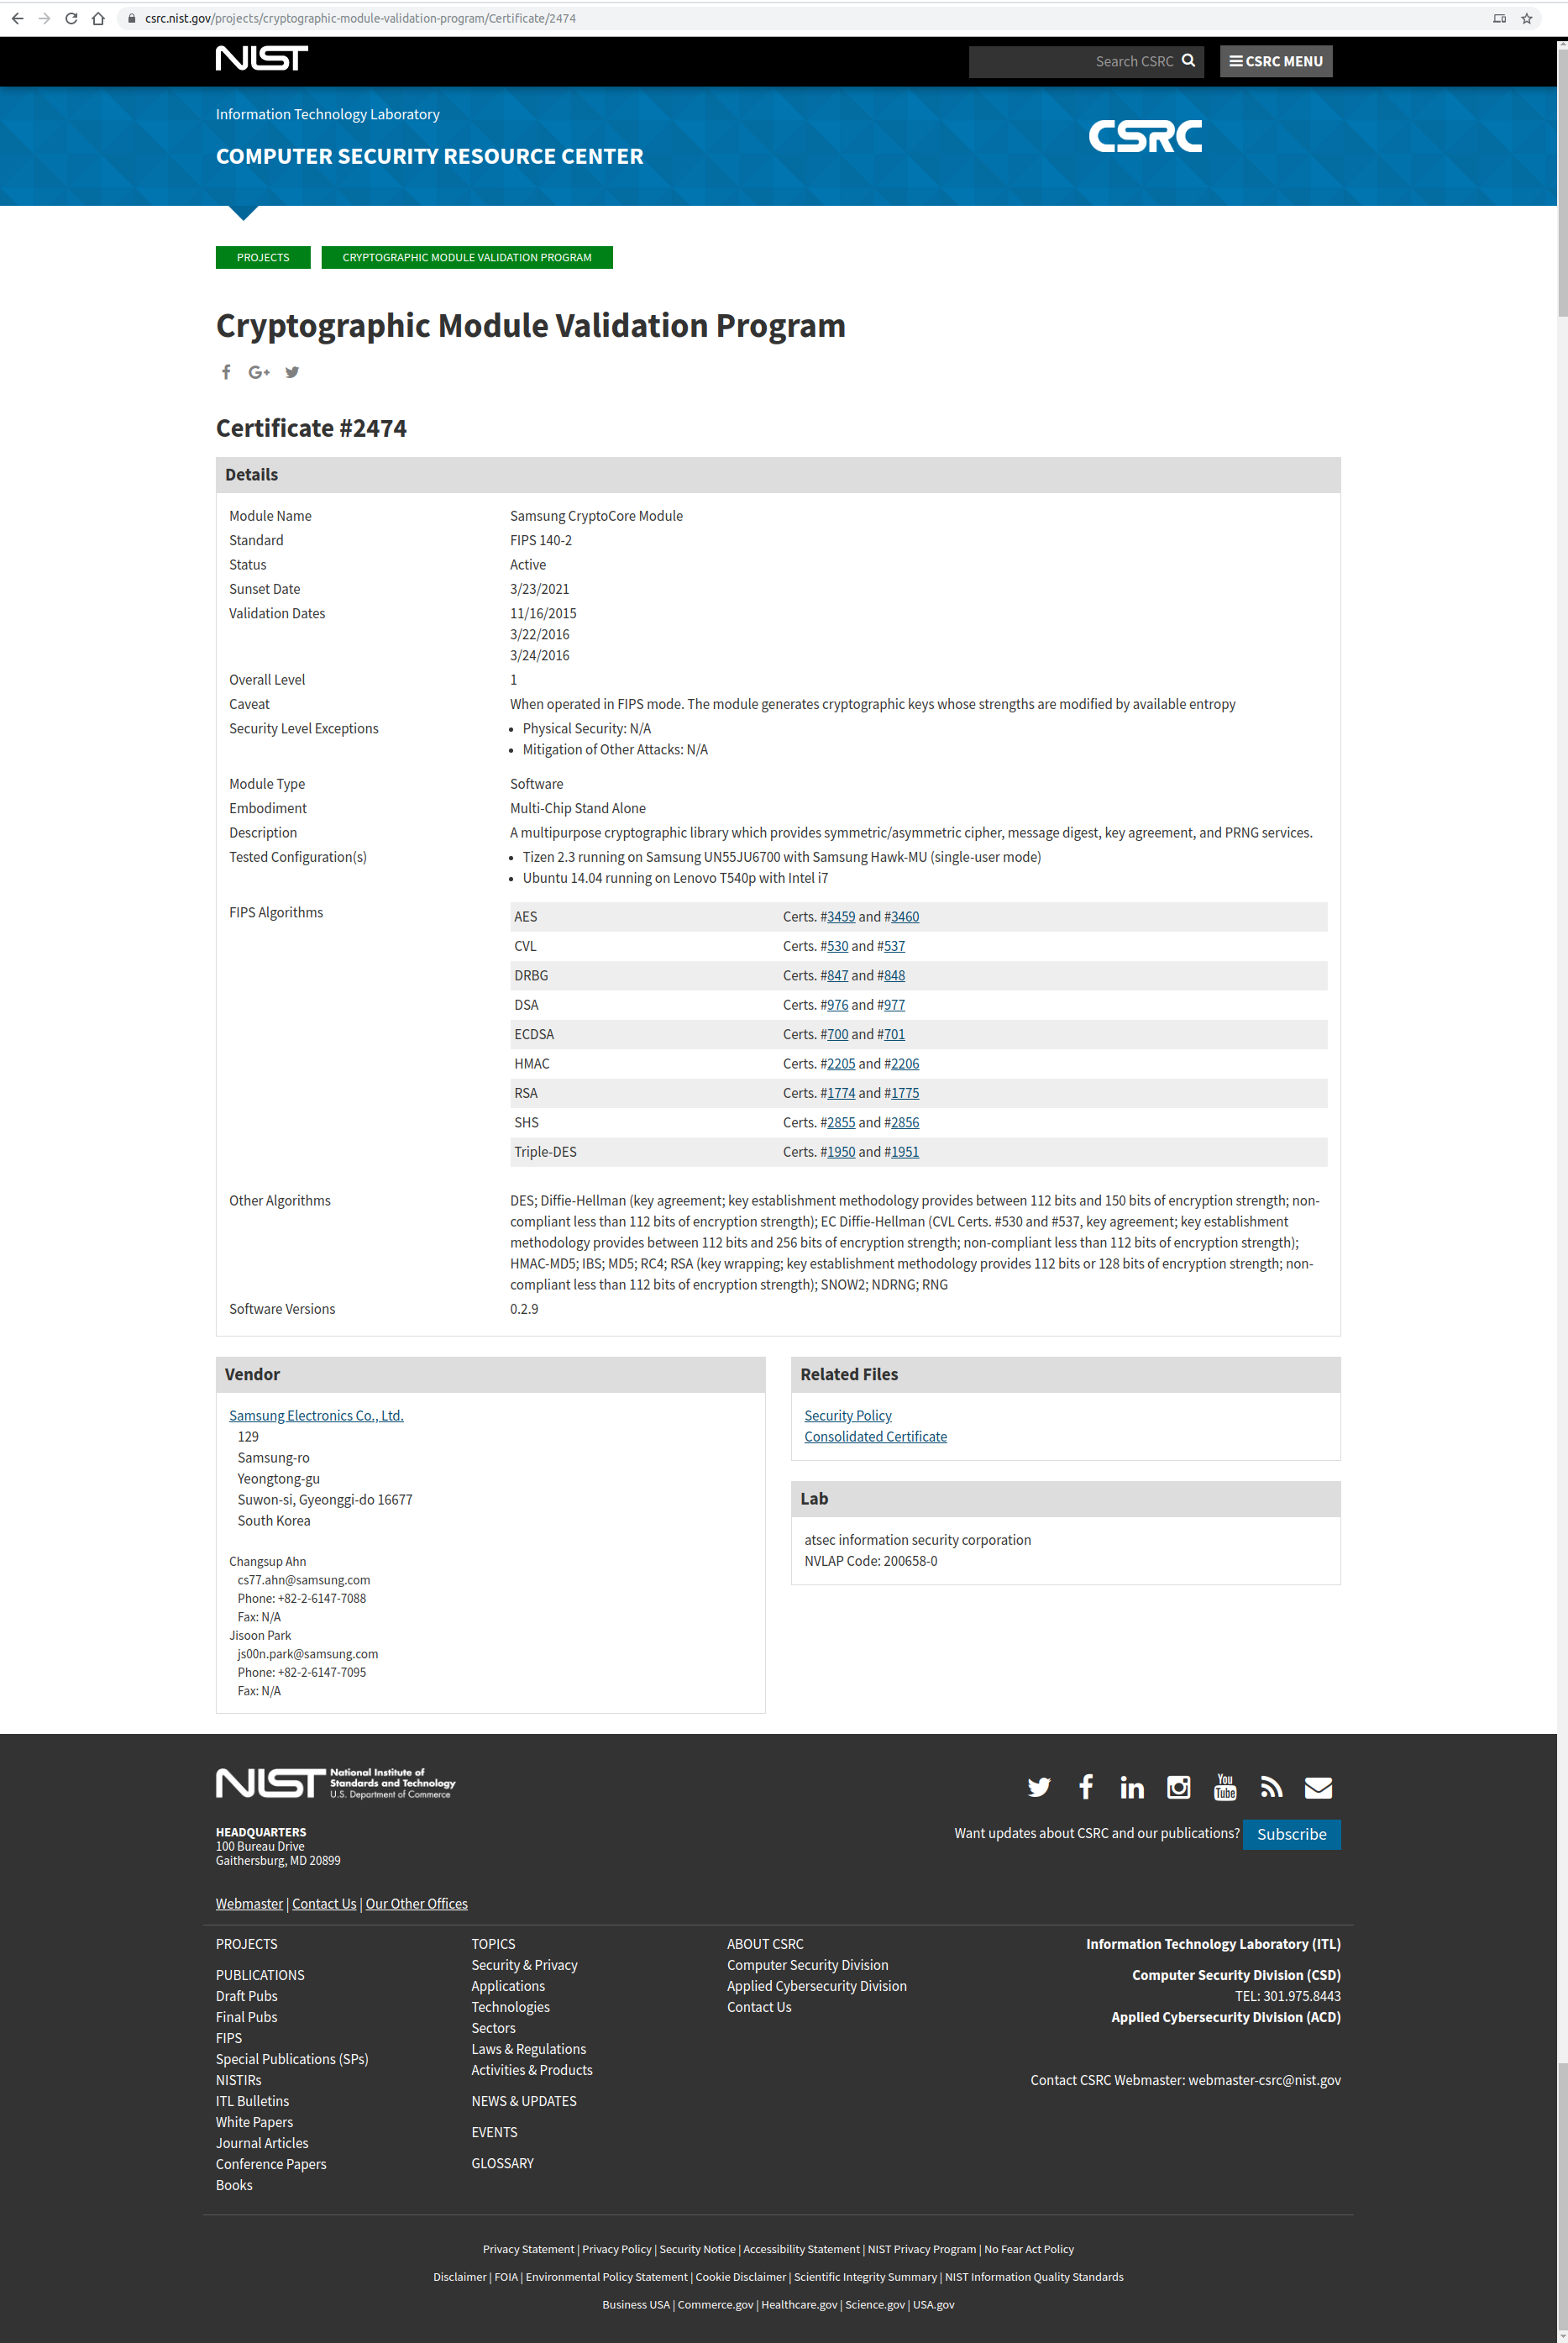 csrc.nist.gov/projects/cryptographic-module-validation-program/Certificate/2474
NIST
Search CSRC
CSRC MENU
Information Technology Laboratory
COMPUTER SECURITY RESOURCE CENTER
CSRC
PROJECTS
CRYPTOGRAPHIC MODULE VALIDATION PROGRAM
Cryptographic Module Validation Program
Certificate #2474
Details
Module Name Samsung CryptoCore Module
Standard FIPS 140-2
Status Active
Sunset Date 3/23/2021
Validation Dates 11/16/2015
3/22/2016
3/24/2016
Overall Level 1
Caveat When operated in FIPS mode. The module generates cryptographic keys whose strengths are modified by available entropy
Security Level Exceptions • Physical Security: N/A
• Mitigation of Other Attacks: N/A
Module Type Software
Embodiment Multi-Chip Stand Alone
Description A multipurpose cryptographic library which provides symmetric/asymmetric cipher, message digest, key agreement, and PRNG services.
Tested Configuration(s) • Tizen 2.3 running on Samsung UN55JU6700 with Samsung Hawk-MU (single-user mode)
• Ubuntu 14.04 running on Lenovo T540p with Intel i7
FIPS Algorithms AES Certs. #3459 and #3460
CVL Certs. #530 and #537
DRBG Certs. #847 and #848
DSA Certs. #976 and #977
ECDSA Certs. #700 and #701
HMAC Certs. #2205 and #2206
RSA Certs. #1774 and #1775
SHS Certs. #2855 and #2856
Triple-DES Certs. #1950 and #1951
Other Algorithms DES; Diffie-Hellman (key agreement; key establishment methodology provides between 112 bits and 150 bits of encryption strength; non-
compliant less than 112 bits of encryption strength); EC Diffie-Hellman (CVL Certs. #530 and #537, key agreement; key establishment
methodology provides between 112 bits and 256 bits of encryption strength; non-compliant less than 112 bits of encryption strength);
HMAC-MD5; IBS; MD5; RC4; RSA (key wrapping; key establishment methodology provides 112 bits or 128 bits of encryption strength; non-
compliant less than 112 bits of encryption strength); SNOW2; NDRNG; RNG
Software Versions 0.2.9
Vendor
Samsung Electronics Co., Ltd.
129
Samsung-ro
Yeongtong-gu
Suwon-si, Gyeonggi-do 16677
South Korea
Changsup Ahn
cs77.ahn@samsung.com
Phone: +82-2-6147-7088
Fax: N/A
Jisoon Park
js00n.park@samsung.com
Phone: +82-2-6147-7095
Fax: N/A
Related Files
Security Policy
Consolidated Certificate
Lab
atsec information security corporation
NVLAP Code: 200658-0
NIST National Institute of
Standards and Technology
U.S. Department of Commerce
You
Tube
HEADQUARTERS
100 Bureau Drive
Gaithersburg, MD 20899
Want updates about CSRC and our publications? Subscribe
Webmaster | Contact Us | Our Other Offices
PROJECTS
PUBLICATIONS
Draft Pubs
Final Pubs
FIPS
Special Publications (SPs)
NISTIRs
ITL Bulletins
White Papers
Journal Articles
Conference Papers
Books
TOPICS
Security & Privacy
Applications
Technologies
Sectors
Laws & Regulations
Activities & Products
NEWS & UPDATES
EVENTS
GLOSSARY
ABOUT CSRC
Computer Security Division
Applied Cybersecurity Division
Contact Us
Information Technology Laboratory (ITL)
Computer Security Division (CSD)
TEL: 301.975.8443
Applied Cybersecurity Division (ACD)
Contact CSRC Webmaster: webmaster-csrc@nist.gov
Privacy Statement | Privacy Policy | Security Notice | Accessibility Statement | NIST Privacy Program | No Fear Act Policy
Disclaimer | FOIA | Environmental Policy Statement | Cookie Disclaimer | Scientific Integrity Summary | NIST Information Quality Standards
Business USA | Commerce.gov | Healthcare.gov | Science.gov | USA.gov